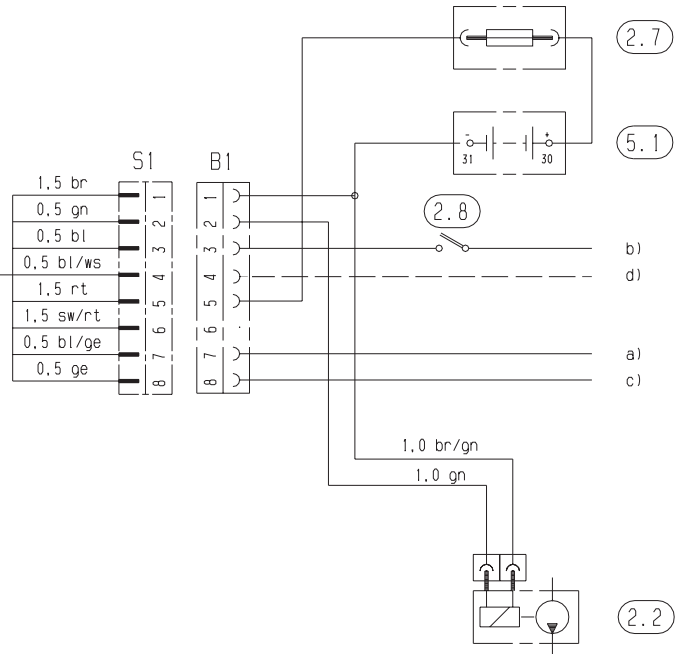 2.7
- +
31 30
5.1
S1 B1
1,5 br 1 1
0,5 gn 2 2
2.8
0,5 bl 3 3 b)
0,5 bl/ws 4 4 d)
1,5 rt 5 5
1,5 sw/rt 6 6
0,5 bl/ge 7 7 a)
0,5 ge 8 8 c)
1,0 br/gn
1,0 gn
2.2